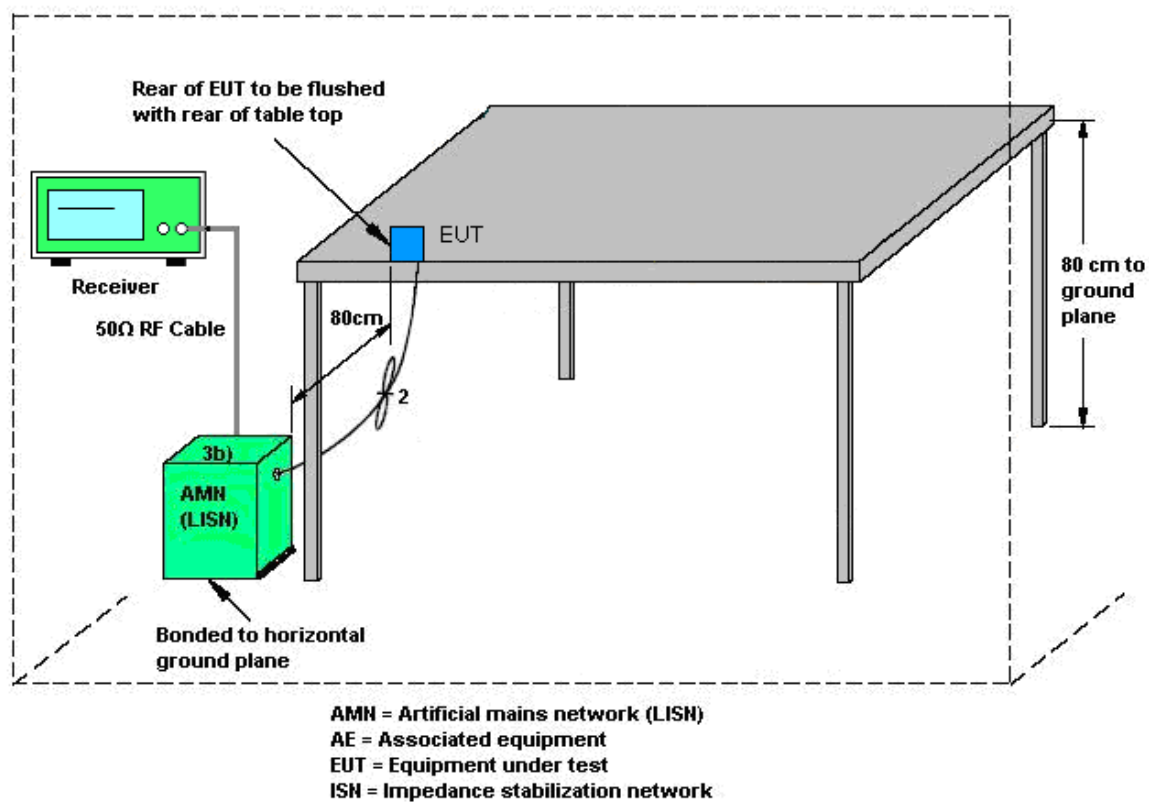 Rear of EUT to be flushed
with rear of table top
EUT
Receiver
50Ω RF Cable
80cm
80 cm to
ground
plane
2
3b)
AMN
(LISN)
Bonded to horizontal
ground plane
AMN = Artificial mains network (LISN)
AE = Associated equipment
EUT = Equipment under test
ISN = Impedance stabilization network